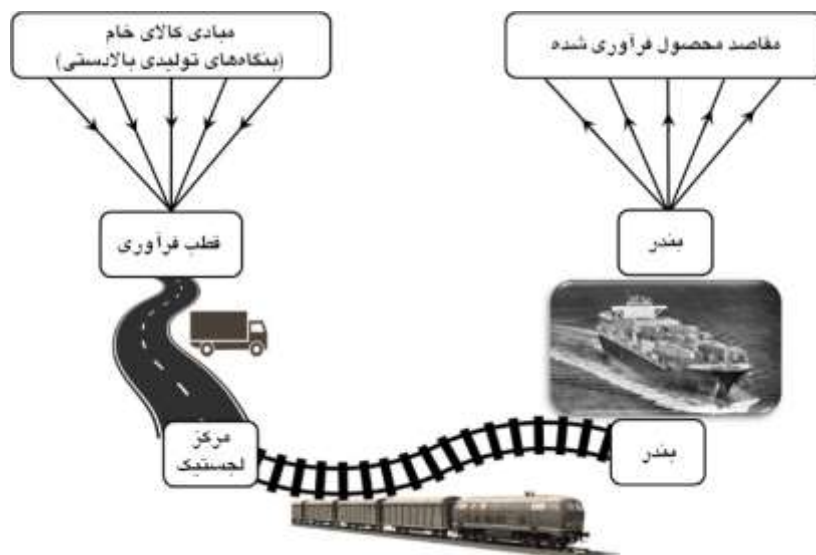 مبادی کالای خام
(بنگاه‌های تولیدی بالادستی)
مقاصد محصول فرآوری شده
قطب فرآوری
بندر
مرکز
لجستیک
بندر